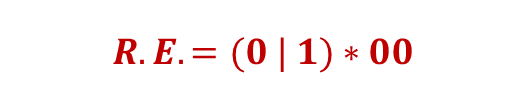 R. E. = (0 | 1) * 00